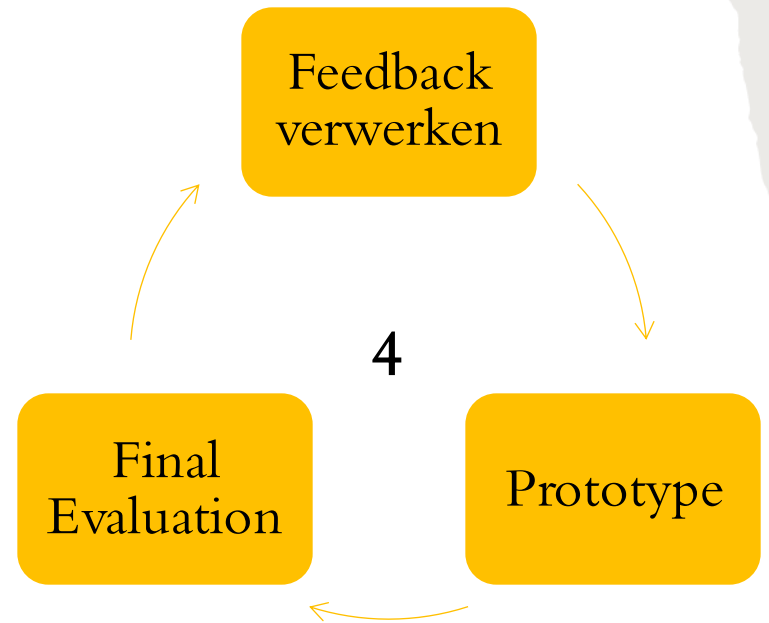 Feedback
verwerken
4
Final
Evaluation
Prototype